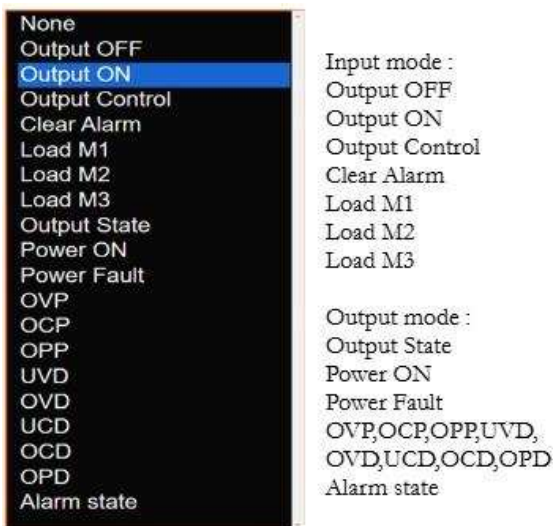 None
Output OFF
Output ON
Output Control
Clear Alarm
Load M1
Load M2
Load M3
Output State
Power ON
Power Fault
OVP
OCP
OPP
UVD
OVD
UCD
OCD
OPD
Alarm state
Input mode :
Output OFF
Output ON
Output Control
Clear Alarm
Load M1
Load M2
Load M3
Output mode :
Output State
Power ON
Power Fault
OVP,OCP,OPP,UVD,
OVD,UCD,OCD,OPD
Alarm state